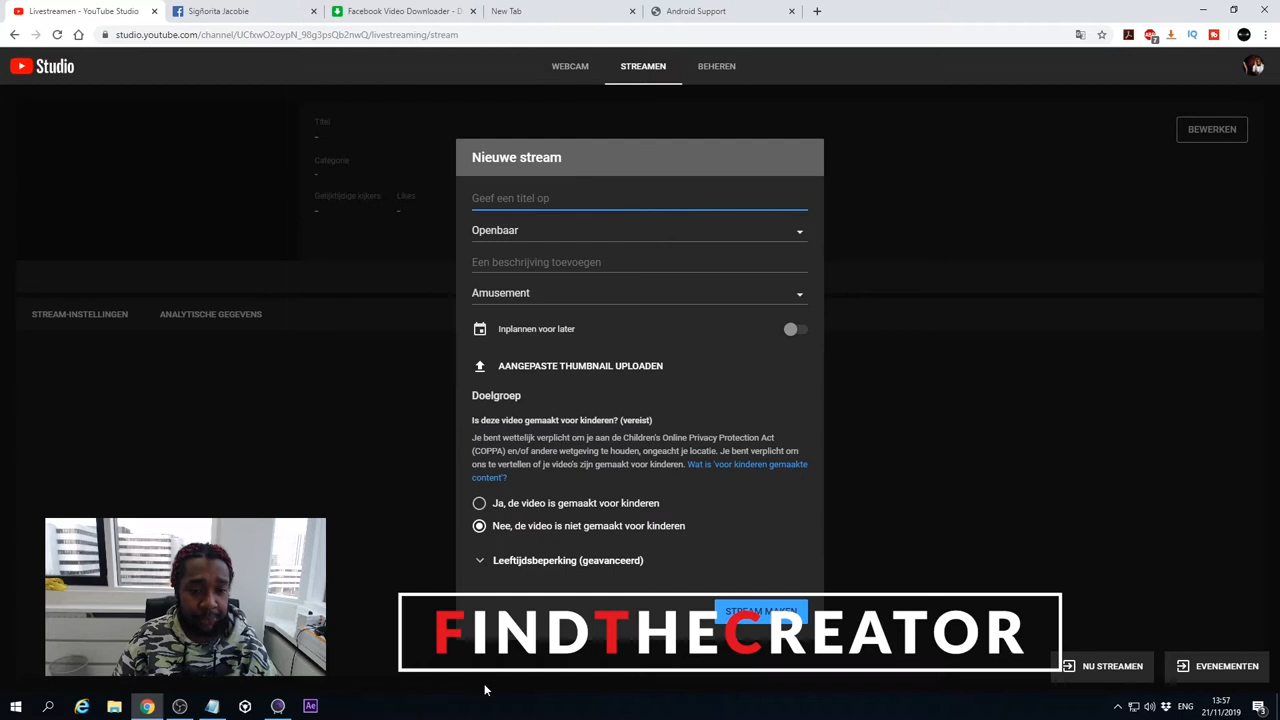 Livestreamen - YouTube Studio
Sigñorita Jacobie
Facebook Video Downloader - D
New Tab
Android Support
studio.youtube.com/channel/UCfxwO2oypN_98g3psQb2nwQ/livestreaming/stream
Studio
WEBCAM
STREAMEN
BEHEREN
Titel
-
BEWERKEN
Categorie
-
Gelijktijdige kijkers
Likes
-
-
STREAM-INSTELLINGEN
ANALYTISCHE GEGEVENS
Nieuwe stream
Geef een titel op
Openbaar
Een beschrijving toevoegen
Amusement
Inplannen voor later
AANGEPASTE THUMBNAIL UPLOADEN
Doelgroep
Is deze video gemaakt voor kinderen? (vereist)
Je bent wettelijk verplicht om je aan de Children's Online Privacy Protection Act
(COPPA) en/of andere wetgeving te houden, ongeacht je locatie. Je bent verplicht om
ons te vertellen of je video's zijn gemaakt voor kinderen. Wat is 'voor kinderen gemaakte
content'?
Ja, de video is gemaakt voor kinderen
Nee, de video is niet gemaakt voor kinderen
Leeftijdsbeperking (geavanceerd)
STREAM MAKEN
FINDTHECREATOR
NU STREAMEN
EVENEMENTEN
Ae
ENG
13:57
21/11/2019
3